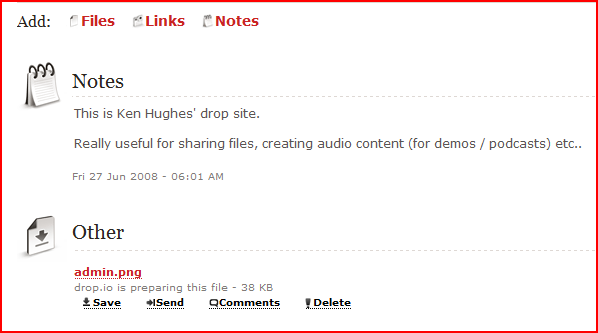 Add: Files Links Notes
Notes
This is Ken Hughes' drop site.
Really useful for sharing files, creating audio content (for demos / podcasts) etc..
Fri 27 Jun 2008 - 06:01 AM
Other
admin.png
drop.io is preparing this file - 38 KB
Save Send Comments Delete